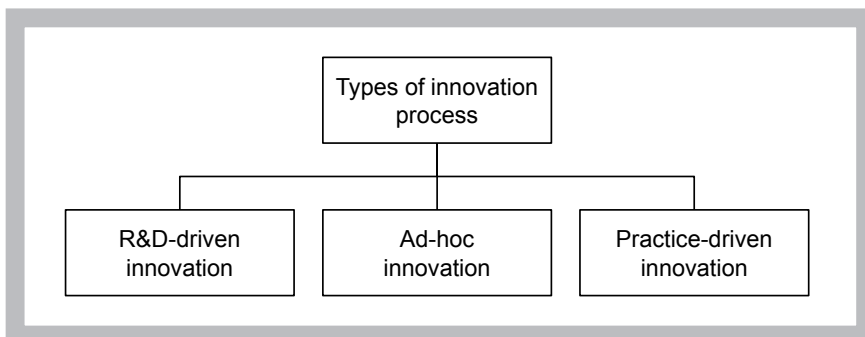 Types of innovation
process
R&D-driven
innovation
Ad-hoc
innovation
Practice-driven
innovation